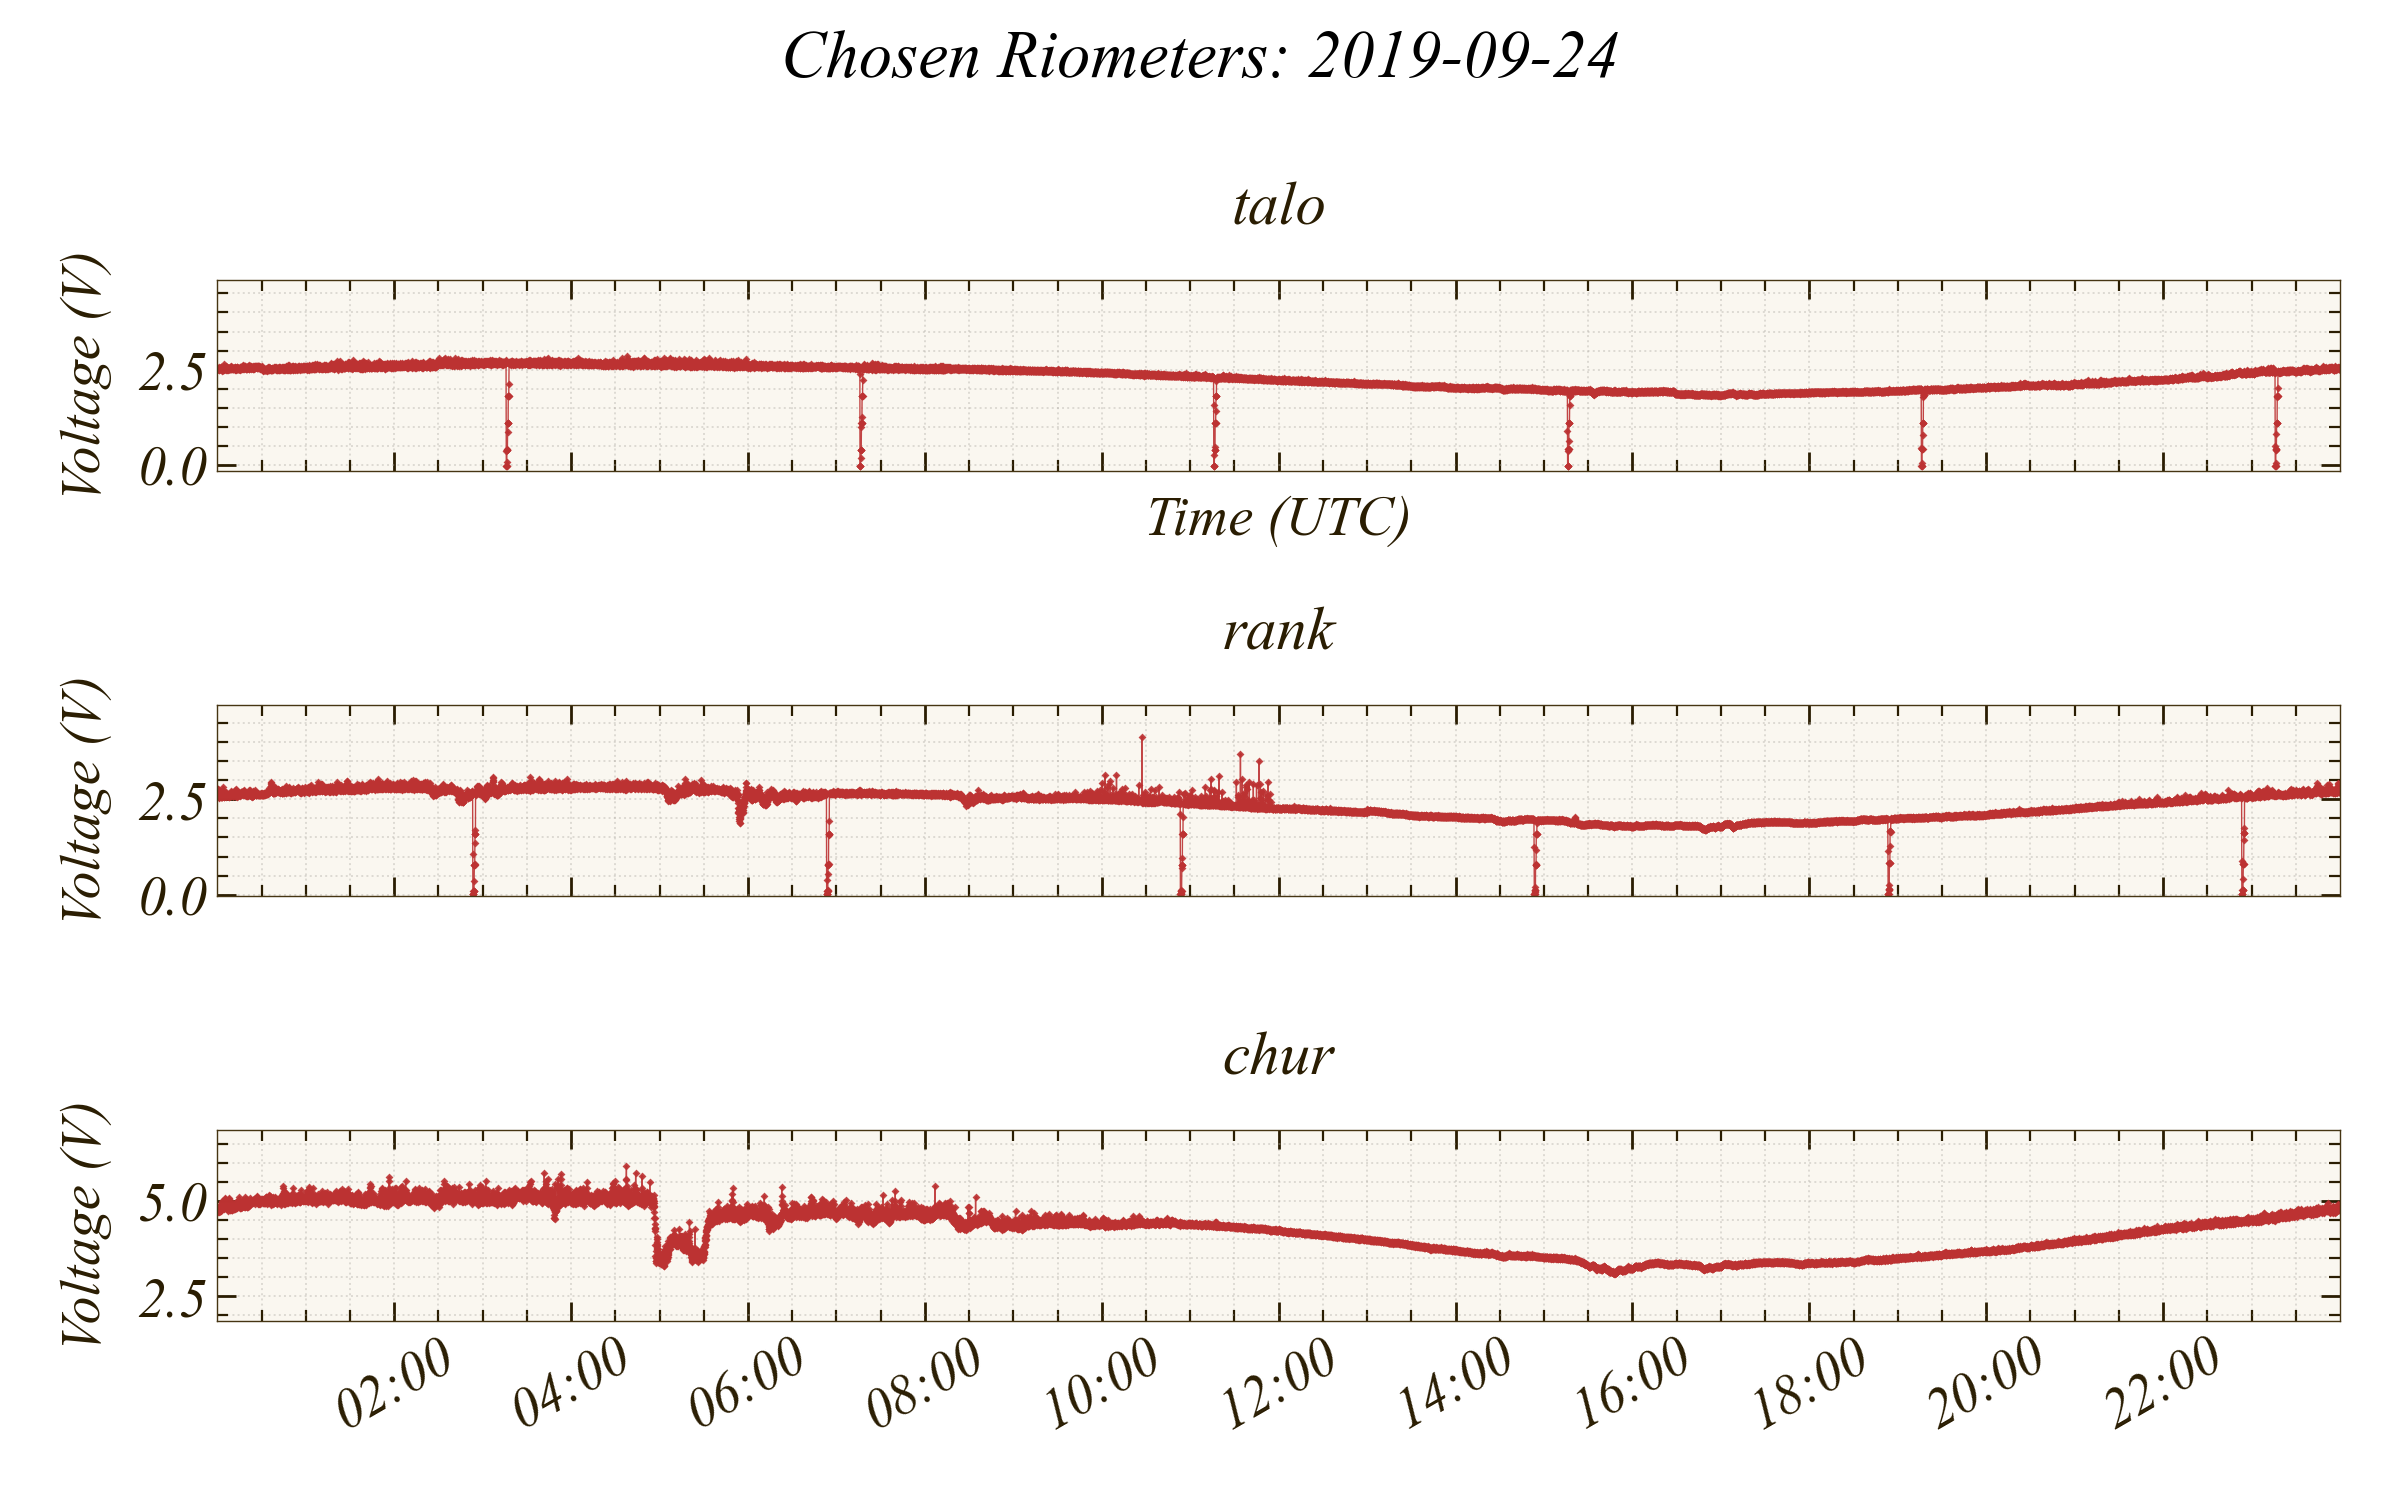 Chosen Riometers: 2019-09-24
talo
Voltage (V)
2.5
0.0
Time (UTC)
rank
Voltage (V)
2.5
0.0
chur
Voltage (V)
5.0
2.5
02:00 04:00 06:00 08:00 10:00 12:00 14:00 16:00 18:00 20:00 22:00